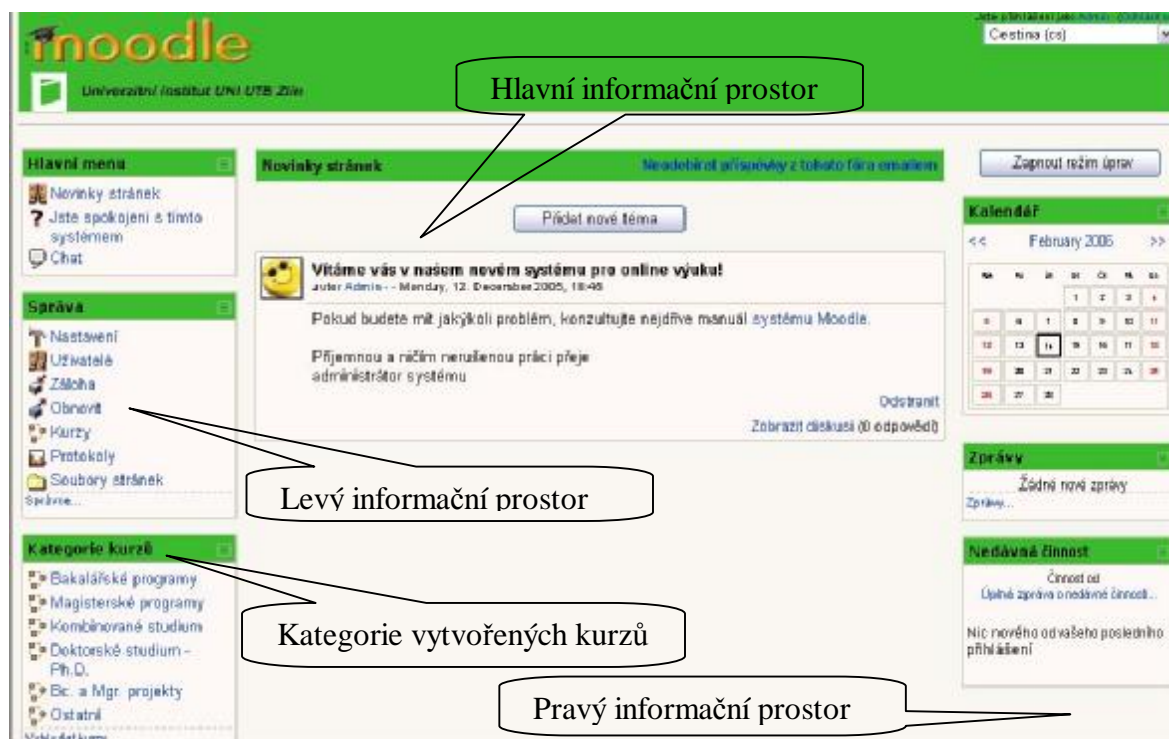 moodle
Univerzitní institut UNI UTB Zlín
Jste přihlášeni jako Admin
Čestina (cs)
Hlavní informační prostor
Hlavní menu
Novinky stránek
Jste spokojeni s tímto
systémem
Chat
Správa
Nastavení
Uživatelé
Záloha
Obnovit
Kurzy
Protokoly
Soubory stránek
Správce...
Kategorie kurzů
Bakalářské programy
Magisterské programy
Kombinované studium
Doktorské studium -
Ph.D.
Bc. a Mgr. projekty
Ostatní
Novinky stránek
Neodebírat příspěvky z tohoto fóra emailem
Přidat nové téma
Vítáme vás v našem novém systému pro online výuku!
autor Admin - Monday, 12. December 2005, 18:46
Pokud budete mít jakýkoli problém, konzultujte nejdříve manuál systému Moodle.
Příjemnou a ničím nerušenou práci přeje
administrátor systému
Odstranit
Zobrazit diskusi (0 odpovědí)
Levý informační prostor
Kategorie vytvořených kurzů
Pravý informační prostor
Zapnout režim úprav
Kalendář
<< February 2006 >>
1 2 3 4
5 6 7 8 9 10 11
12 13 14 15 16 17 18
19 20 21 22 23 24 25
26 27 28
Zprávy
Žádné nové zprávy
Zprávy...
Nedávná činnost
Činnost od
Úplná zpráva o nedávné činnosti...
Nic nového od vašeho posledního
přihlášení